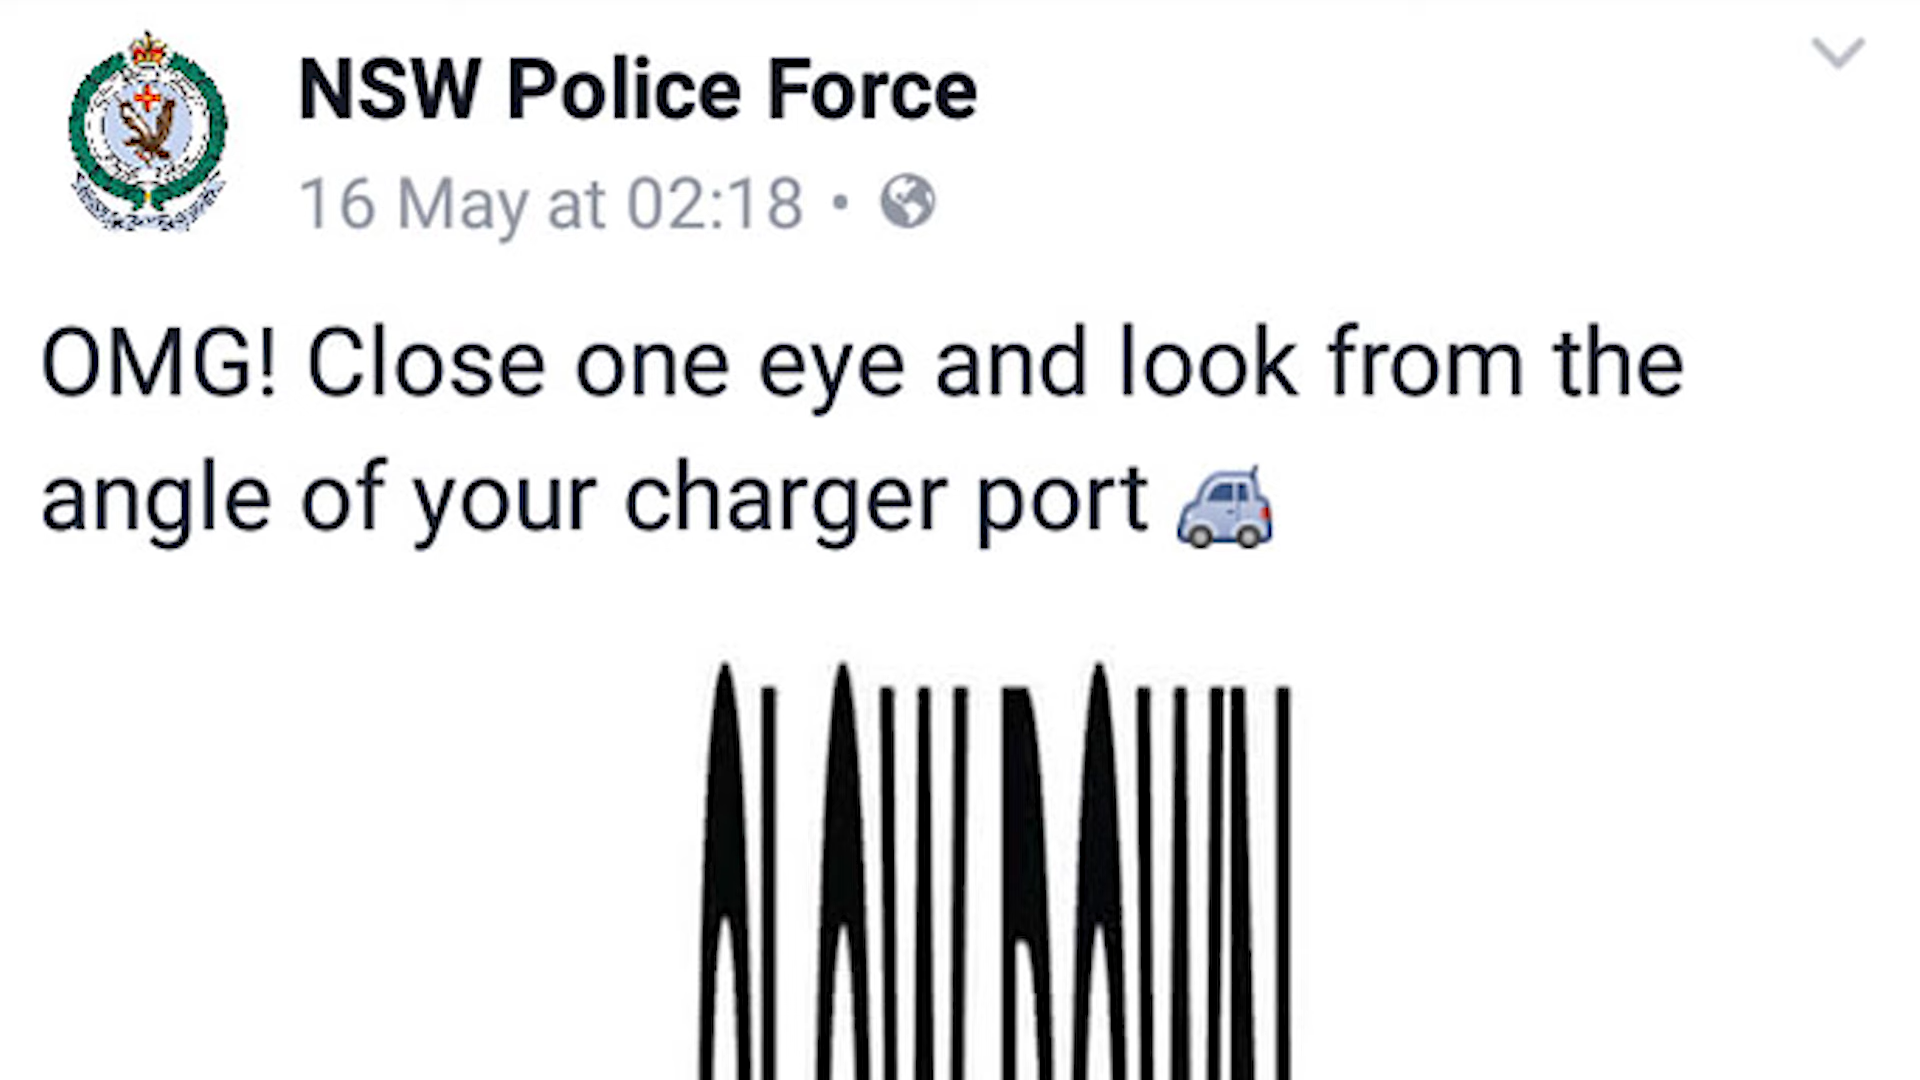 NSW Police Force
16 May at 02:18 •
OMG! Close one eye and look from the
angle of your charger port